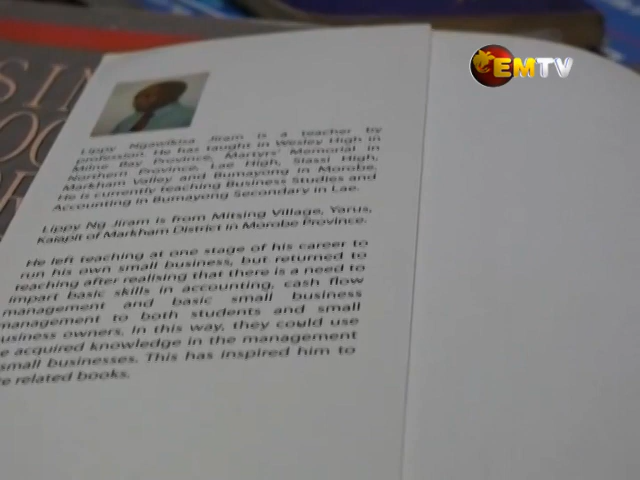 EMTV
Jiram is a teacher by
profession. He has taught in Wesley High in
Milne Bay Province, Martyrs' Memorial in
Northern Province, Lae High, Siassi High,
Markham Valley and Bumayong in Morobe.
He is currently teaching Business Studies and
Accounting in Bumayong Secondary in Lae.
Lippy Ng Jiram is from Mitsing Village, Yarus,
Kaiapit of Markham District in Morobe Province.
He left teaching at one stage of his career to
run his own small business, but returned to
teaching after realising that there is a need to
impart basic skills in accounting, cash flow
management and basic small business
management to both students and small
usiness owners. In this way, they could use
e acquired knowledge in the management
small businesses. This has inspired him to
e related books.